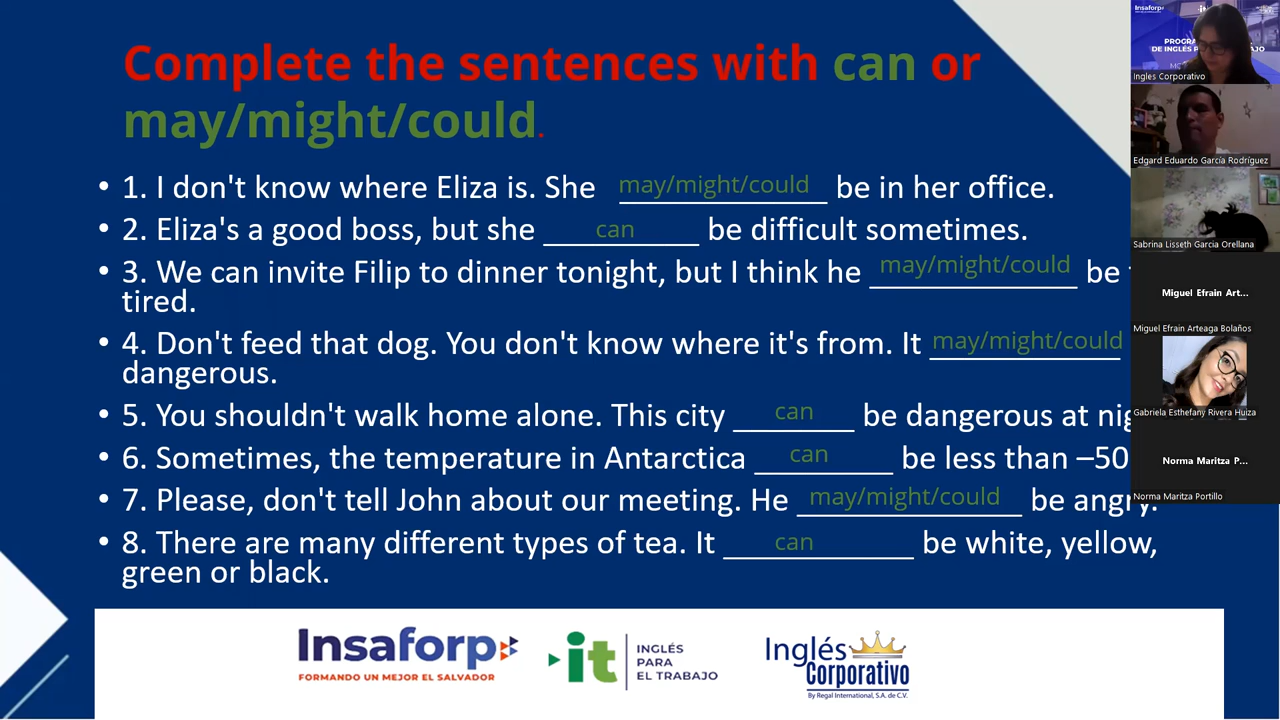 Complete the sentences with can or
may/might/could.
• 1. I don't know where Eliza is. She may/might/could be in her office.
• 2. Eliza's a good boss, but she can be difficult sometimes.
• 3. We can invite Filip to dinner tonight, but I think he may/might/could be
tired.
• 4. Don't feed that dog. You don't know where it's from. It may/might/could
dangerous.
• 5. You shouldn't walk home alone. This city can be dangerous at
• 6. Sometimes, the temperature in Antarctica can be less than –50
• 7. Please, don't tell John about our meeting. He may/might/could be angry.
• 8. There are many different types of tea. It can be white, yellow,
green or black.
Insaforp
FORMANDO UN MEJOR EL SALVADOR
it
INGLÉS
PARA
EL TRABAJO
Inglés
Corporativo
By Regal International, S.A. de C.V.
Insaforp
Ingles Corporativo
Edgard Eduardo García Rodríguez
Sabrina Lisseth Garcia Orellana
Miguel Efrain Art...
Miguel Efrain Arteaga Bolaños
Gabriela Esthefany Rivera Huiza
Norma Maritza P...
Norma Maritza Portillo